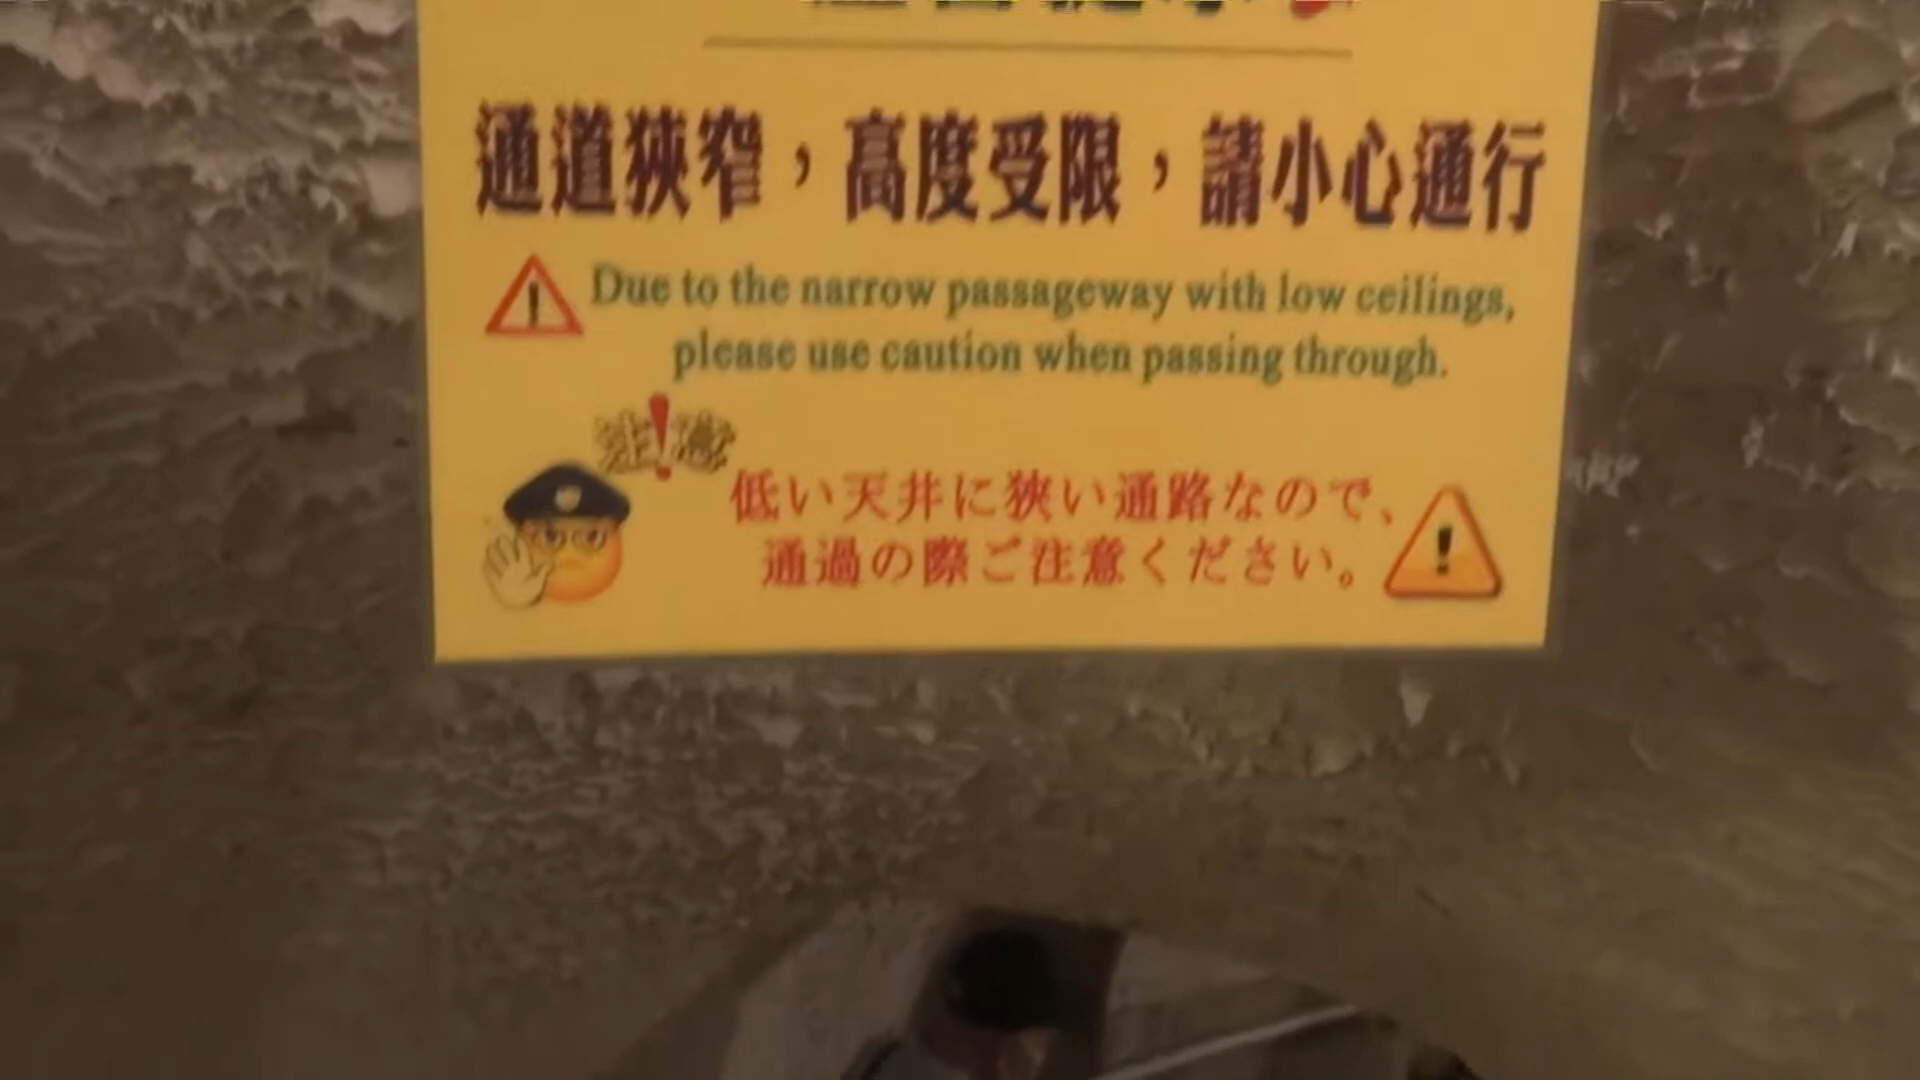 通道狹窄，高度受限，請小心通行
Due to the narrow passageway with low ceilings,
please use caution when passing through.
注意
低い天井に狭い通路なので、
通過の際ご注意ください。